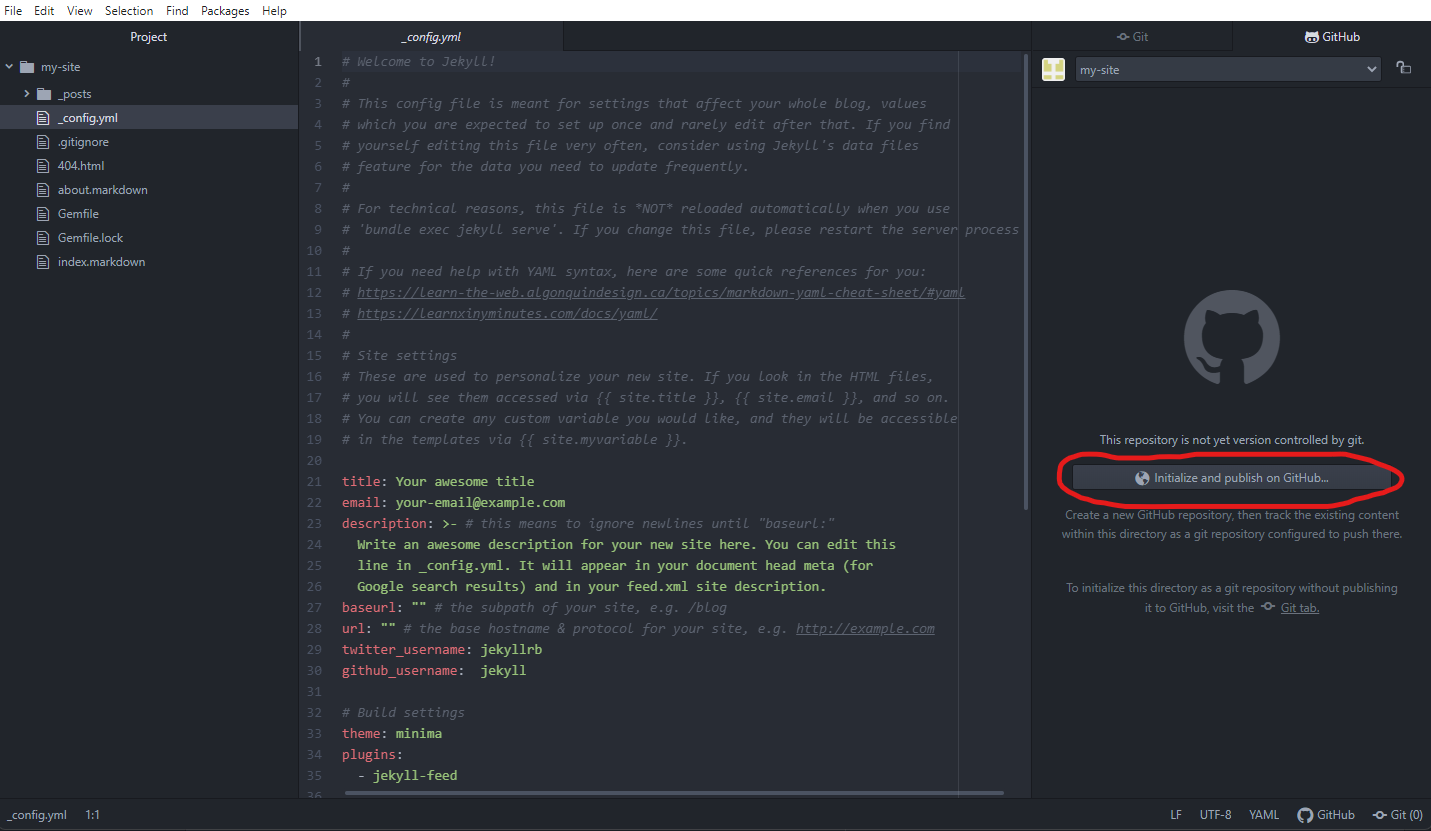 File Edit View Selection Find Packages Help
Project
my-site
_posts
_config.yml
.gitignore
404.html
about.markdown
Gemfile
Gemfile.lock
index.markdown
_config.yml
1 # Welcome to Jekyll!
2 #
3 # This config file is meant for settings that affect your whole blog, values
4 # which you are expected to set up once and rarely edit after that. If you find
5 # yourself editing this file very often, consider using Jekyll's data files
6 # feature for the data you need to update frequently.
7 #
8 # For technical reasons, this file is *NOT* reloaded automatically when you use
9 # 'bundle exec jekyll serve'. If you change this file, please restart the server process
10 #
11 # If you need help with YAML syntax, here are some quick references for you:
12 # https://learn-the-web.algonquindesign.ca/topics/markdown-yaml-cheat-sheet/#yaml
13 # https://learnxinyminutes.com/docs/yaml/
14 #
15 # Site settings
16 # These are used to personalize your new site. If you look in the HTML files,
17 # you will see them accessed via {{ site.title }}, {{ site.email }}, and so on.
18 # You can create any custom variable you would like, and they will be accessible
19 # in the templates via {{ site.myvariable }}.
20
21 title: Your awesome title
22 email: your-email@example.com
23 description: >- # this means to ignore newlines until "baseurl:"
24 Write an awesome description for your new site here. You can edit this
25 line in _config.yml. It will appear in your document head meta (for
26 Google search results) and in your feed.xml site description.
27 baseurl: "" # the subpath of your site, e.g. /blog
28 url: "" # the base hostname & protocol for your site, e.g. http://example.com
29 twitter_username: jekyllrb
30 github_username: jekyll
31
32 # Build settings
33 theme: minima
34 plugins:
35 - jekyll-feed
36
Git GitHub
my-site
This repository is not yet version controlled by git.
Initialize and publish on GitHub...
Create a new GitHub repository, then track the existing content
within this directory as a git repository configured to push there.
To initialize this directory as a git repository without publishing
it to GitHub, visit the Git tab.
_config.yml 1:1 LF UTF-8 YAML GitHub Git (0)